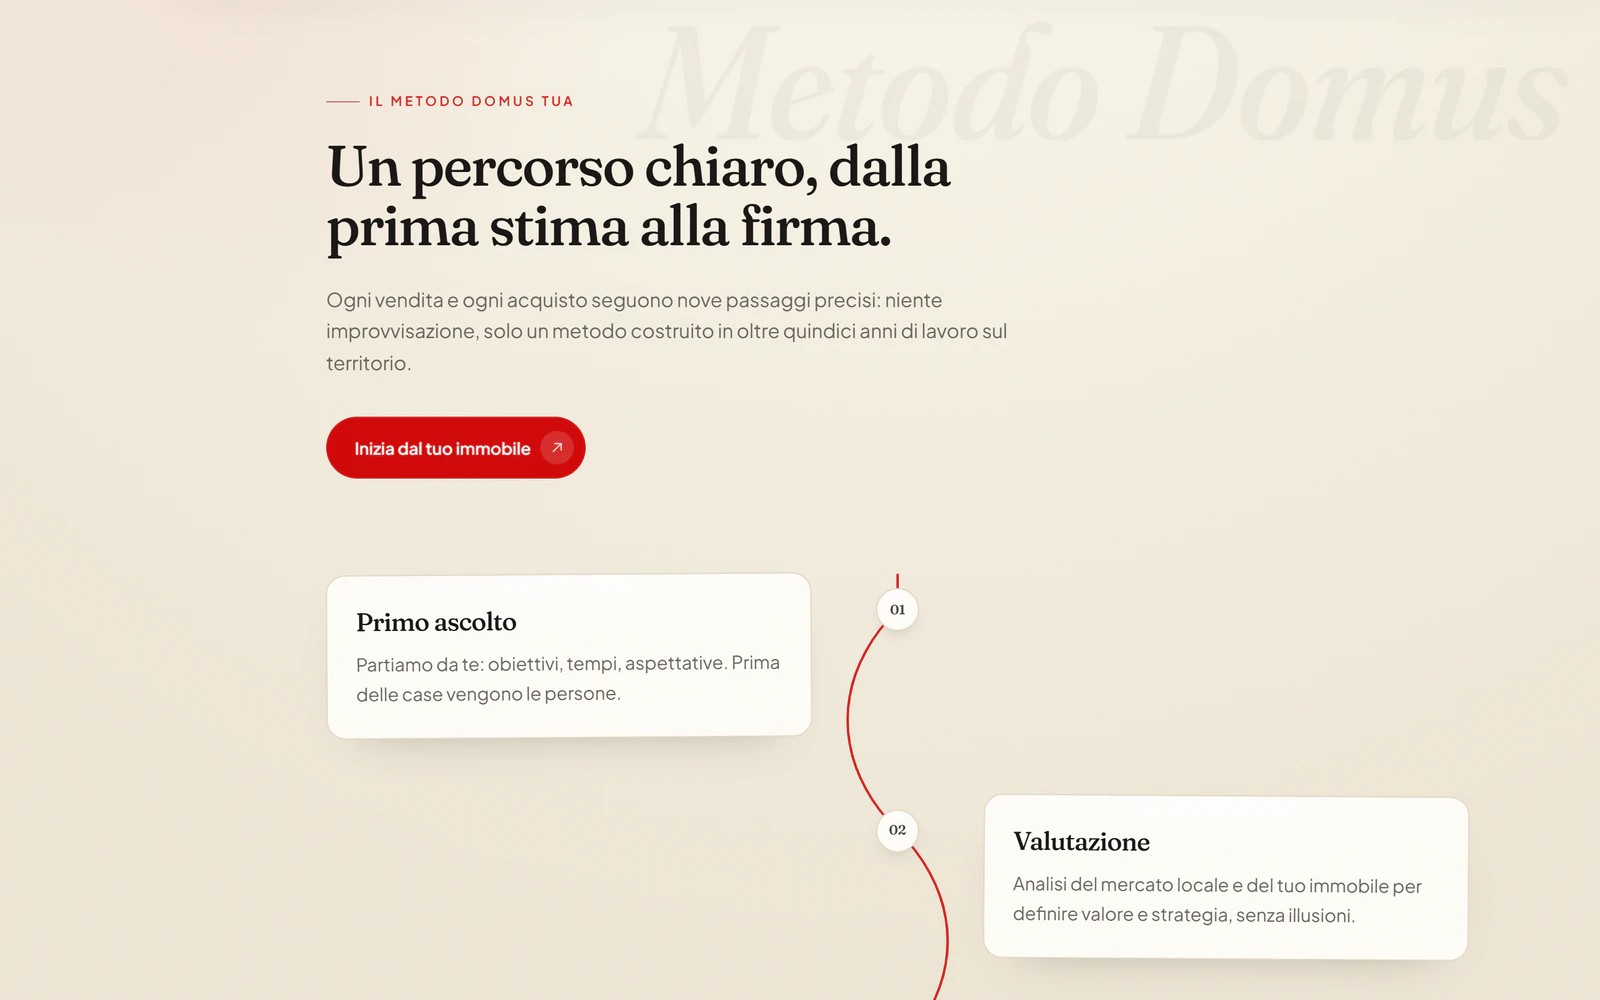 Metodo Domus
IL METODO DOMUS TUA
Un percorso chiaro, dalla
prima stima alla firma.
Ogni vendita e ogni acquisto seguono nove passaggi precisi: niente
improvvisazione, solo un metodo costruito in oltre quindici anni di lavoro sul
territorio.
Inizia dal tuo immobile
01
Primo ascolto
Partiamo da te: obiettivi, tempi, aspettative. Prima
delle case vengono le persone.
02
Valutazione
Analisi del mercato locale e del tuo immobile per
definire valore e strategia, senza illusioni.